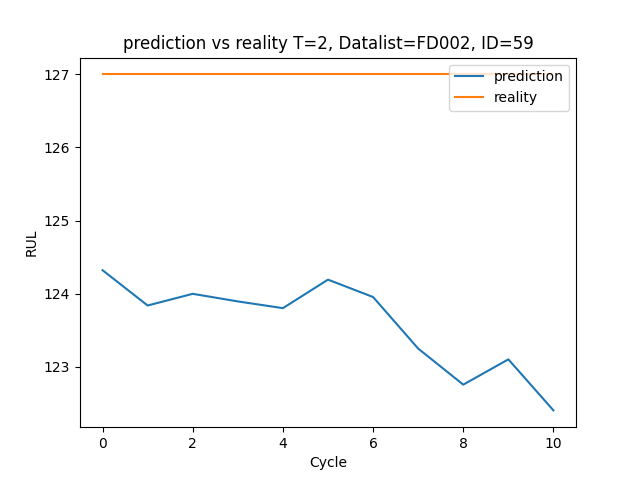 prediction vs reality T=2, Datalist=FD002, ID=59
127
126
125
124
123
RUL
prediction
reality
0 2 4 6 8 10
Cycle